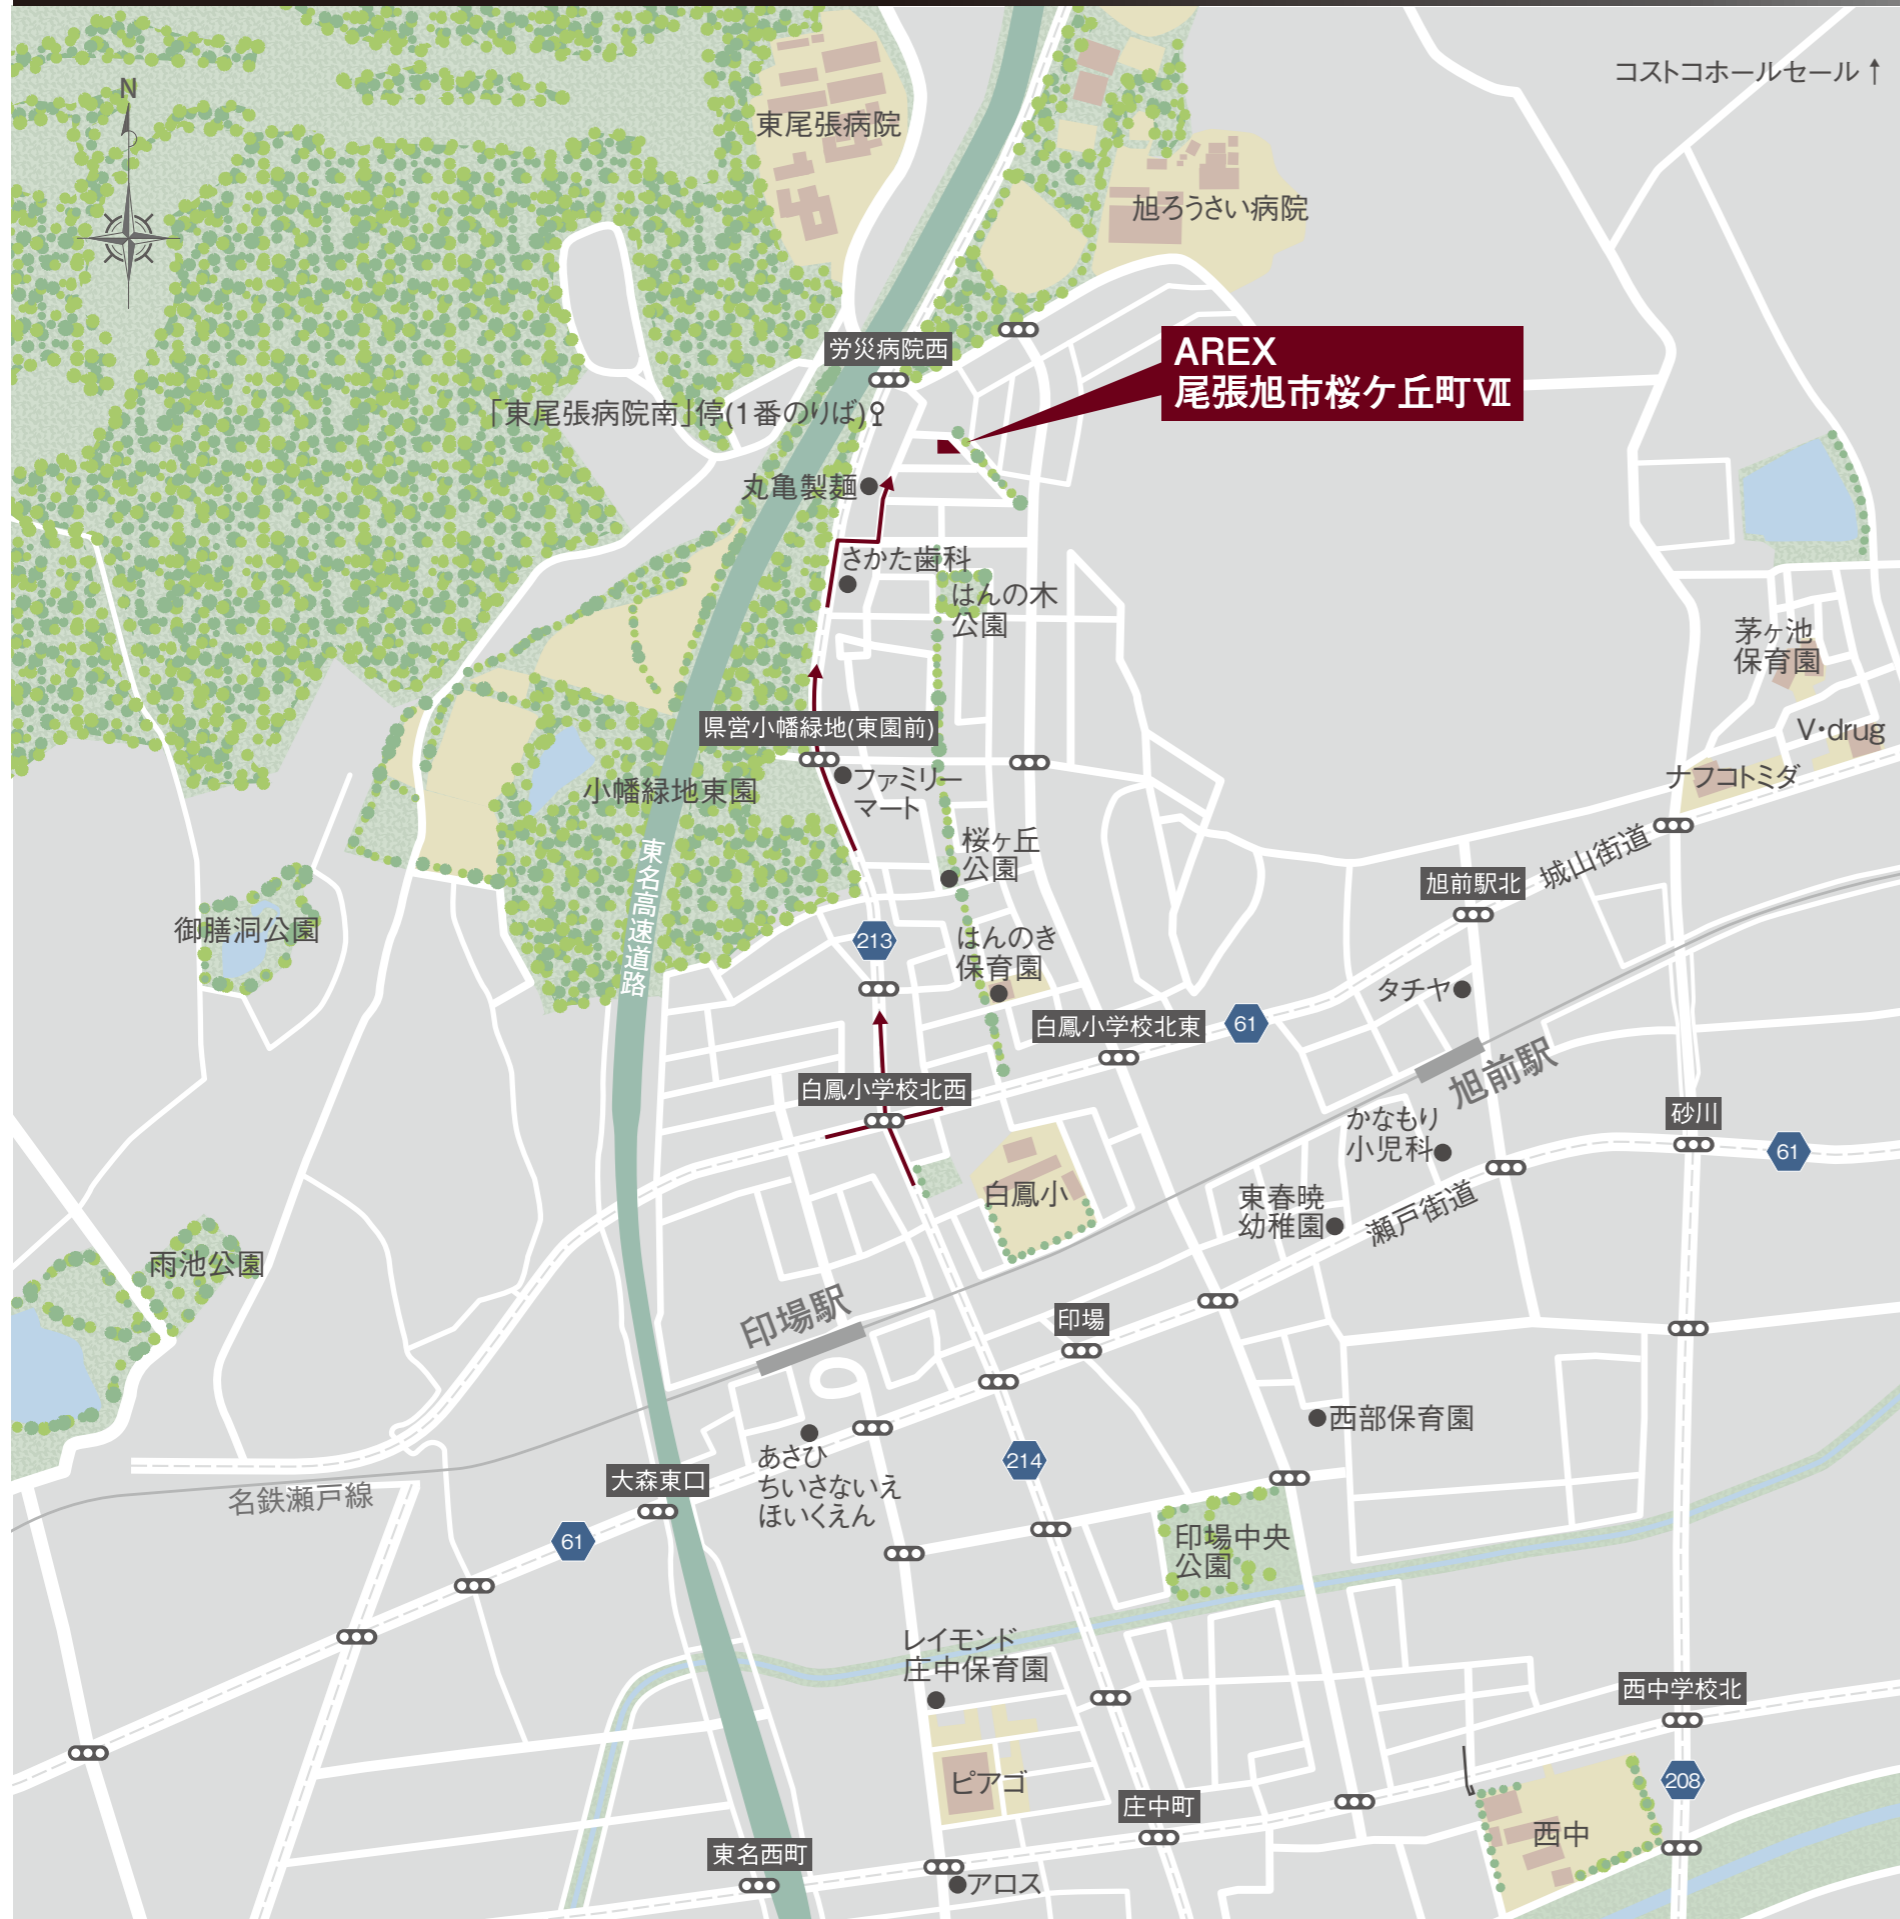 コストコホールセール↑
N
東尾張病院
旭ろうさい病院
AREX
尾張旭市桜ケ丘町Ⅶ
労災病院西
「東尾張病院南」停(1番のりば)
丸亀製麺
さかた歯科
はんの木
公園
茅ヶ池
保育園
県営小幡緑地(東園前)
V・drug
ナフコトミダ
ファミリー
マート
小幡緑地東園
東名高速道路
桜ヶ丘
公園
城山街道
旭前駅北
御膳洞公園
213
はんのき
保育園
タチヤ
白鳳小学校北東
61
旭前駅
白鳳小学校北西
かなもり
小児科
砂川
61
白鳳小
東春暁
幼稚園
瀬戸街道
雨池公園
印場駅
印場
西部保育園
あさひ
ちいさないえ
ほいくえん
214
大森東口
名鉄瀬戸線
61
印場中央
公園
レイモンド
庄中保育園
西中学校北
ピアゴ
208
庄中町
西中
東名西町
アロス